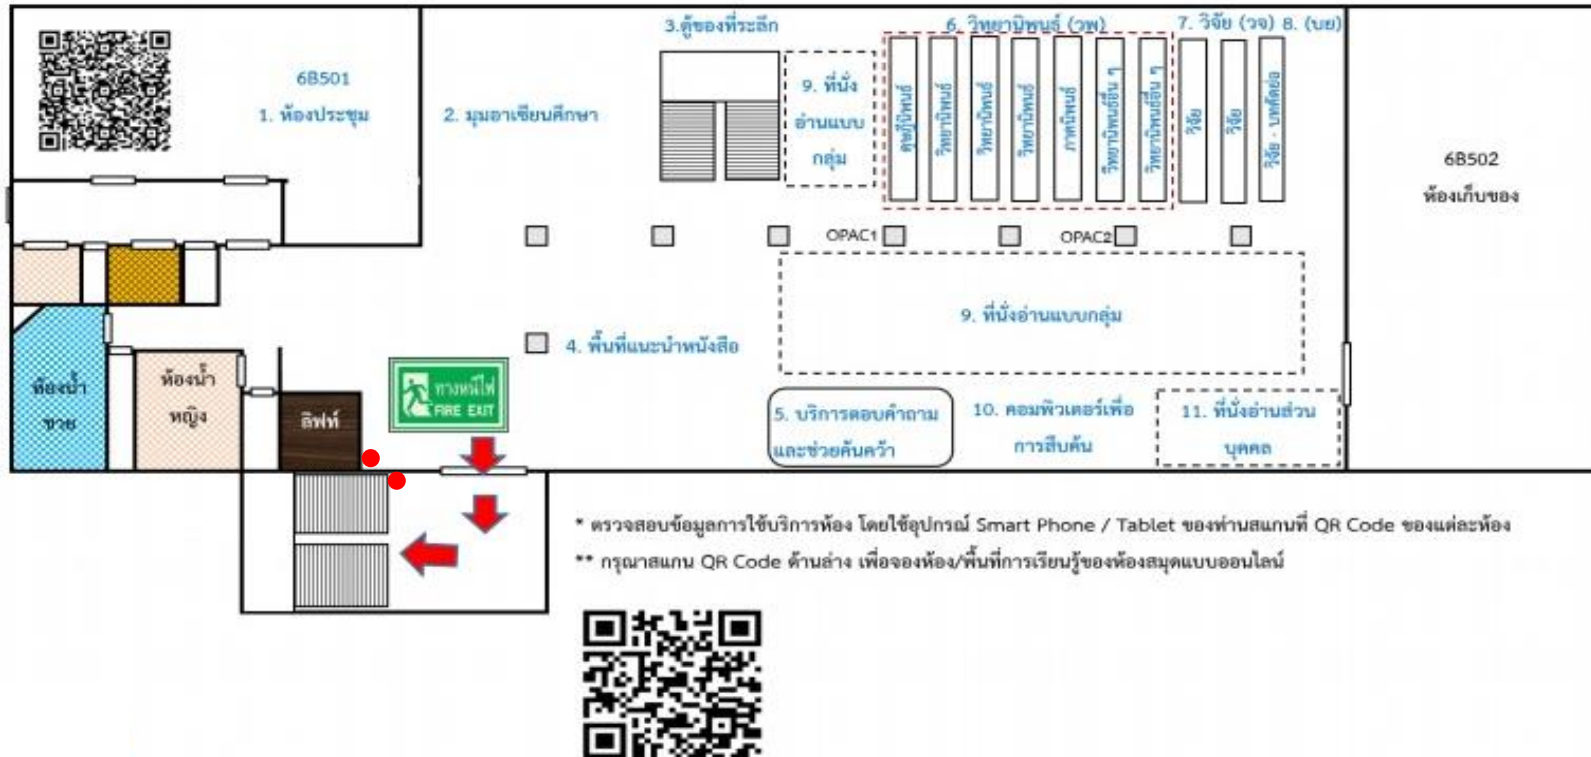 3.ตู้ของที่ระลึก
6. วิทยานิพนธ์ (วพ)
7. วิจัย (วจ) 8. (บย)
6B501
1. ห้องประชุม
2. มุมอาเซียนศึกษา
9. ที่นั่ง
อ่านแบบ
กลุ่ม
ดุษฎีนิพนธ์
วิทยานิพนธ์
วิทยานิพนธ์
วิทยานิพนธ์
ภาคนิพนธ์
วิทยานิพนธ์อื่น ๆ
วิทยานิพนธ์อื่น ๆ
วิจัย
วิจัย
วิจัย - บทคัดย่อ
6B502
ห้องเก็บของ
OPAC1
OPAC2
9. ที่นั่งอ่านแบบกลุ่ม
4. พื้นที่แนะนำหนังสือ
ห้องน้ำ
ชาย
ห้องน้ำ
หญิง
ลิฟท์
ทางหนีไฟ
FIRE EXIT
5. บริการตอบคำถาม
และช่วยค้นคว้า
10. คอมพิวเตอร์เพื่อ
การสืบค้น
11. ที่นั่งอ่านส่วน
บุคคล
* ตรวจสอบข้อมูลการใช้บริการห้อง โดยใช้อุปกรณ์ Smart Phone / Tablet ของท่านสแกนที่ QR Code ของแต่ละห้อง
** กรุณาสแกน QR Code ด้านล่าง เพื่อจองห้อง/พื้นที่การเรียนรู้ของห้องสมุดแบบออนไลน์